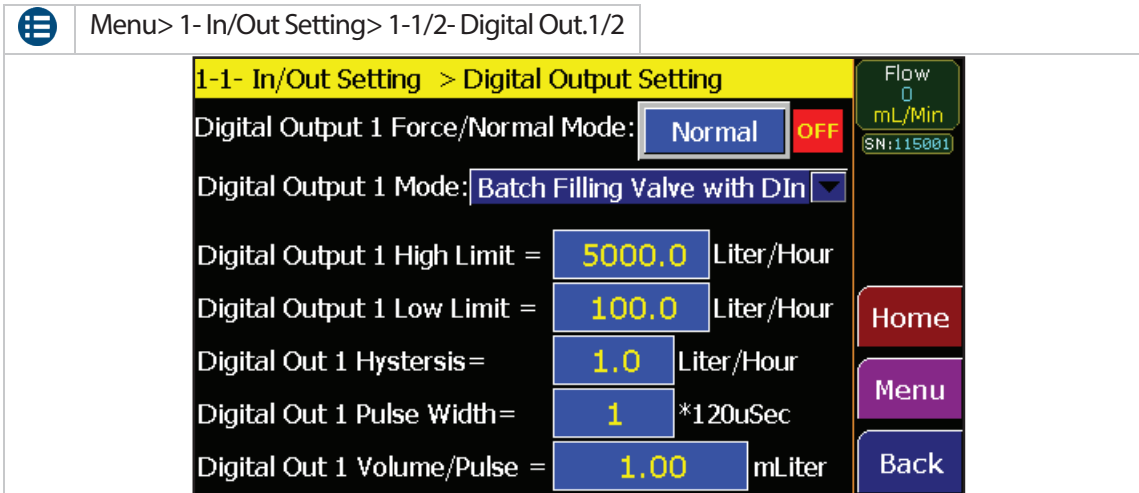 Menu> 1- In/Out Setting> 1-1/2- Digital Out.1/2
1-1- In/Out Setting > Digital Output Setting
Flow
0
mL/Min
SN:115001
Digital Output 1 Force/Normal Mode: Normal OFF
Digital Output 1 Mode: Batch Filling Valve with DIn
Digital Output 1 High Limit = 5000.0 Liter/Hour
Digital Output 1 Low Limit = 100.0 Liter/Hour
Digital Out 1 Hystersis= 1.0 Liter/Hour
Digital Out 1 Pulse Width= 1 *120uSec
Digital Out 1 Volume/Pulse = 1.00 mLiter
Home
Menu
Back